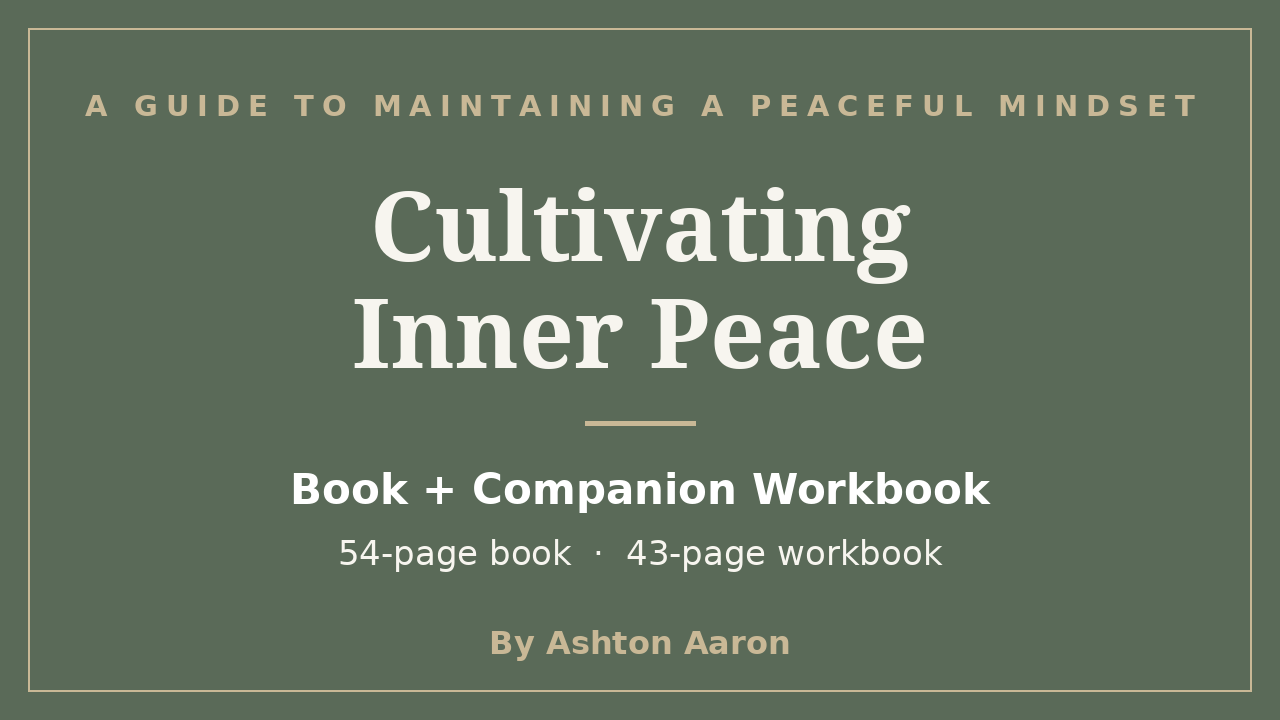 A GUIDE TO MAINTAINING A PEACEFUL MINDSET
Cultivating
Inner Peace
Book + Companion Workbook
54-page book · 43-page workbook
By Ashton Aaron